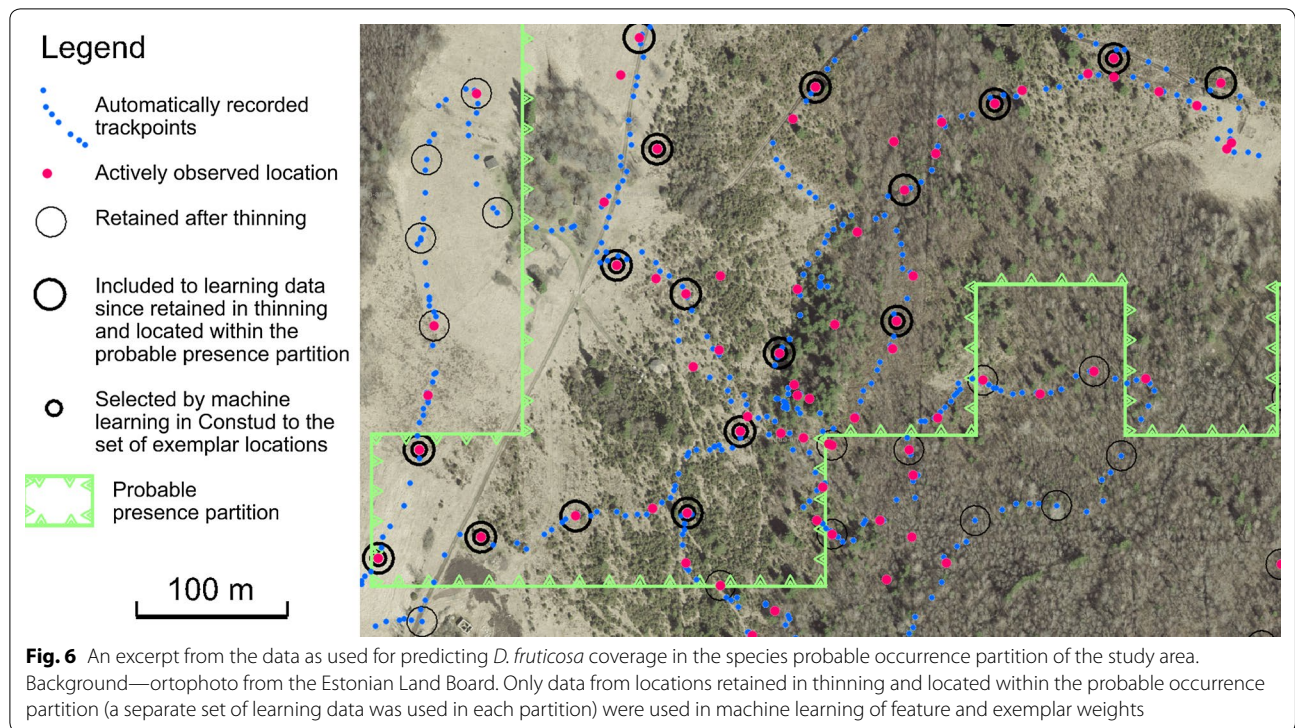 Legend
Automatically recorded
trackpoints
Actively observed location
Retained after thinning
Included to learning data
since retained in thinning
and located within the
probable presence partition
Selected by machine
learning in Constud to the
set of exemplar locations
Probable
presence partition
100 m
Fig. 6 An excerpt from the data as used for predicting D. fruticosa coverage in the species probable occurrence partition of the study area.
Background—ortophoto from the Estonian Land Board. Only data from locations retained in thinning and located within the probable occurrence
partition (a separate set of learning data was used in each partition) were used in machine learning of feature and exemplar weights